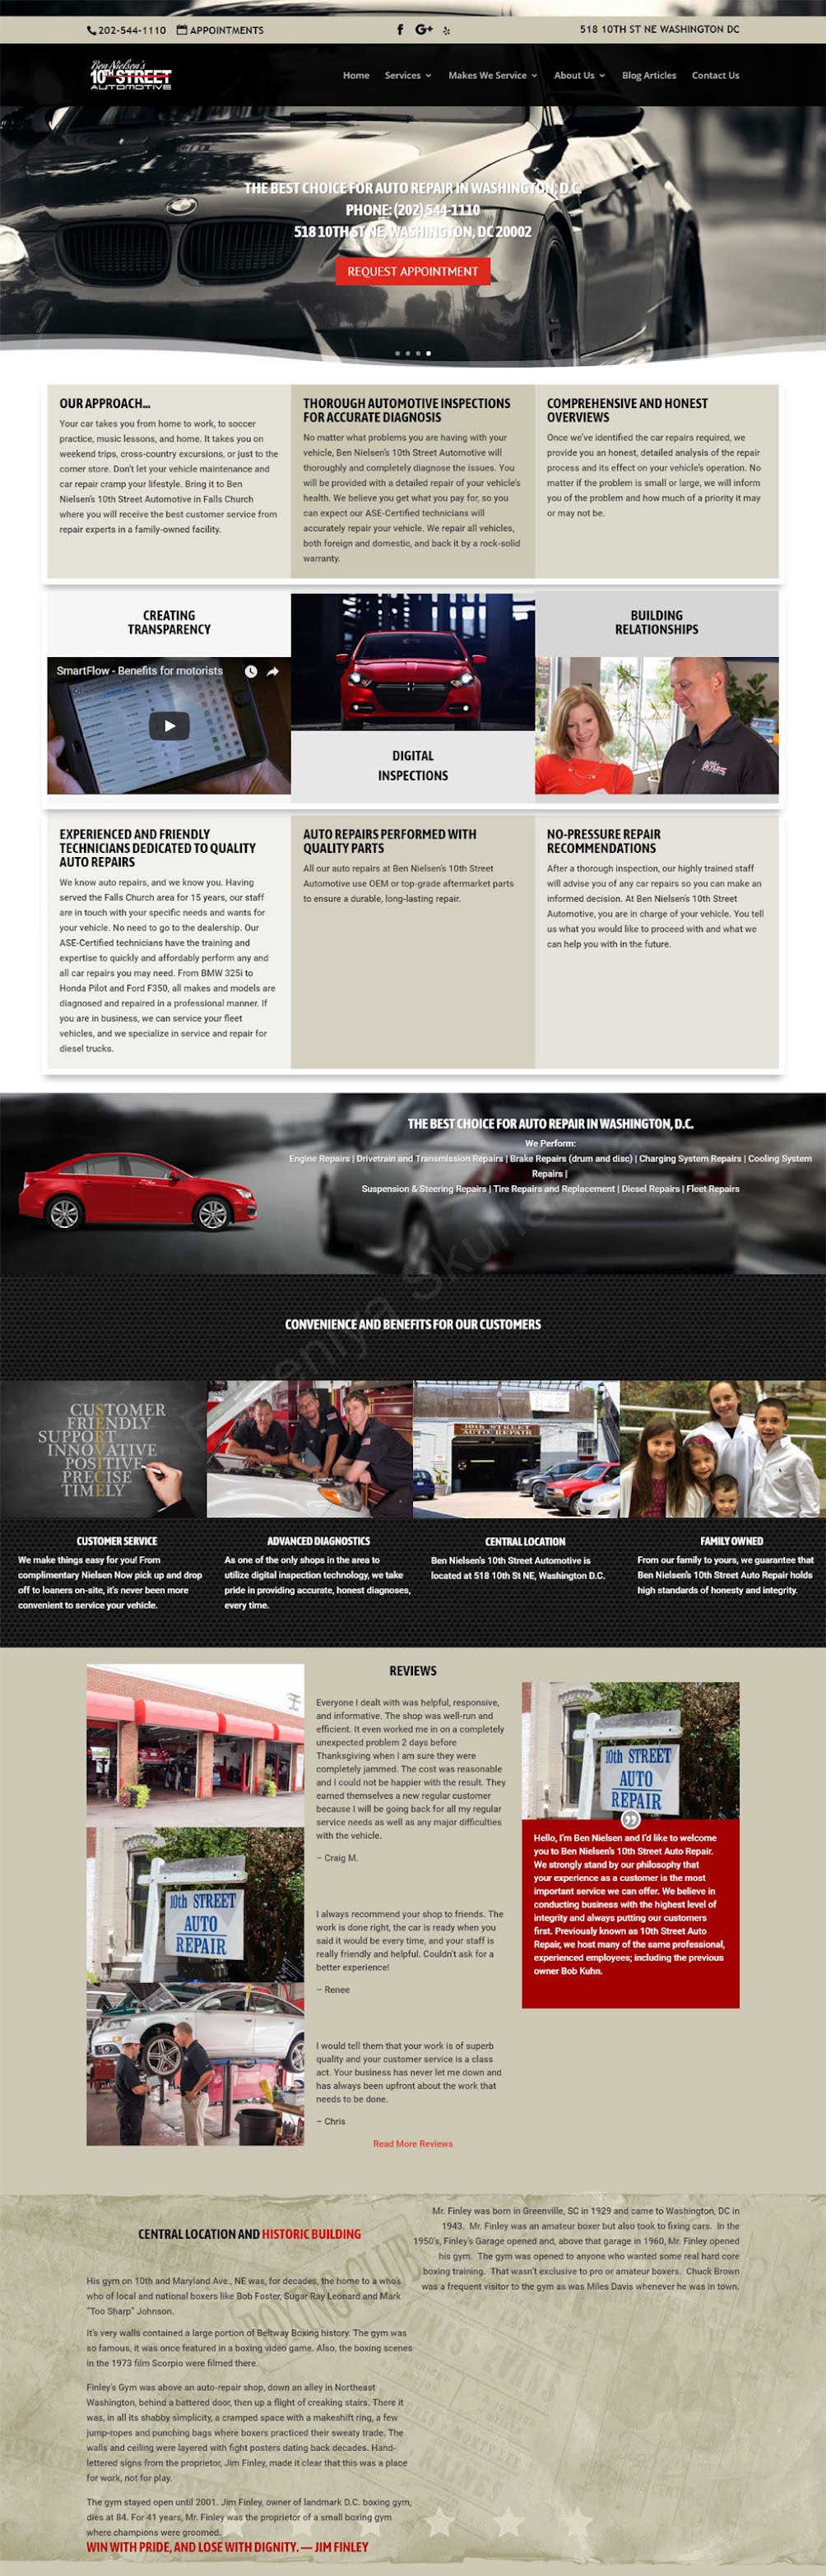 202-544-1110 APPOINTMENTS
518 10TH ST NE WASHINGTON DC
Ben Nielsen's
10TH STREET
AUTOMOTIVE
Home Services Makes We Service About Us Blog Articles Contact Us
THE BEST CHOICE FOR AUTO REPAIR IN WASHINGTON, D.C.
PHONE: (202) 544-1110
518 10TH ST NE, WASHINGTON, DC 20002
REQUEST APPOINTMENT
OUR APPROACH...
Your car takes you from home to work, to soccer
practice, music lessons, and home. It takes you on
weekend trips, cross-country excursions, or just to the
corner store. Don't let your vehicle maintenance and
car repair cramp your lifestyle. Bring it to Ben
Nielsen's 10th Street Automotive in Falls Church
where you will receive the best customer service from
repair experts in a family-owned facility.
THOROUGH AUTOMOTIVE INSPECTIONS
FOR ACCURATE DIAGNOSIS
No matter what problems you are having with your
vehicle, Ben Nielsen's 10th Street Automotive will
thoroughly and completely diagnose the issues. You
will be provided with a detailed repair of your vehicle's
health. We believe you get what you pay for, so you
can expect our ASE-Certified technicians will
accurately repair your vehicle. We repair all vehicles,
both foreign and domestic, and back it by a rock-solid
warranty.
COMPREHENSIVE AND HONEST
OVERVIEWS
Once we've identified the car repairs required, we
provide you an honest, detailed analysis of the repair
process and its effect on your vehicle's operation. No
matter if the problem is small or large, we will inform
you of the problem and how much of a priority it may
or may not be.
CREATING
TRANSPARENCY
SmartFlow - Benefits for motorists
DIGITAL
INSPECTIONS
BUILDING
RELATIONSHIPS
EXPERIENCED AND FRIENDLY
TECHNICIANS DEDICATED TO QUALITY
AUTO REPAIRS
We know auto repairs, and we know you. Having
served the Falls Church area for 15 years, our staff
are in touch with your specific needs and wants for
your vehicle. No need to go to the dealership. Our
ASE-Certified technicians have the training and
expertise to quickly and affordably perform any and
all car repairs you may need. From BMW 325i to
Honda Pilot and Ford F350, all makes and models are
diagnosed and repaired in a professional manner. If
you are in business, we can service your fleet
vehicles, and we specialize in service and repair for
diesel trucks.
AUTO REPAIRS PERFORMED WITH
QUALITY PARTS
All our auto repairs at Ben Nielsen's 10th Street
Automotive use OEM or top-grade aftermarket parts
to ensure a durable, long-lasting repair.
NO-PRESSURE REPAIR
RECOMMENDATIONS
After a thorough inspection, our highly trained staff
will advise you of any car repairs so you can make an
informed decision. At Ben Nielsen's 10th Street
Automotive, you are in charge of your vehicle. You tell
us what you would like to proceed with and what we
can help you with in the future.
THE BEST CHOICE FOR AUTO REPAIR IN WASHINGTON, D.C.
We Perform:
Engine Repairs | Drivetrain and Transmission Repairs | Brake Repairs (drum and disc) | Charging System Repairs | Cooling System
Repairs |
Suspension & Steering Repairs | Tire Repairs and Replacement | Diesel Repairs | Fleet Repairs
CONVENIENCE AND BENEFITS FOR OUR CUSTOMERS
CUSTOMER
FRIENDLY
SUPPORT
INNOVATIVE
POSITIVE
PRECISE
TIMELY
10th STREET
AUTO REPAIR
CUSTOMER SERVICE
We make things easy for you! From
complimentary Nielsen Now pick up and drop
off to loaners on-site, it's never been more
convenient to service your vehicle.
ADVANCED DIAGNOSTICS
As one of the only shops in the area to
utilize digital inspection technology, we take
pride in providing accurate, honest diagnoses,
every time.
CENTRAL LOCATION
Ben Nielsen's 10th Street Automotive is
located at 518 10th St NE, Washington D.C.
FAMILY OWNED
From our family to yours, we guarantee that
Ben Nielsen's 10th Street Auto Repair holds
high standards of honesty and integrity.
10th STREET
AUTO
REPAIR
REVIEWS
Everyone I dealt with was helpful, responsive,
and informative. The shop was well-run and
efficient. It even worked me in on a completely
unexpected problem 2 days before
Thanksgiving when I am sure they were
completely jammed. The cost was reasonable
and I could not be happier with the result. They
earned themselves a new regular customer
because I will be going back for all my regular
service needs as well as any major difficulties
with the vehicle.
– Craig M.
I always recommend your shop to friends. The
work is done right, the car is ready when you
said it would be every time, and your staff is
really friendly and helpful. Couldn't ask for a
better experience!
– Renee
I would tell them that your work is of superb
quality and your customer service is a class
act. Your business has never let me down and
has always been upfront about the work that
needs to be done.
– Chris
Read More Reviews
10th STREET
AUTO
REPAIR
Hello, I'm Ben Nielsen and I'd like to welcome
you to Ben Nielsen's 10th Street Auto Repair.
We strongly stand by our philosophy that
your experience as a customer is the most
important service we can offer. We believe in
conducting business with the highest level of
integrity and always putting our customers
first. Previously known as 10th Street Auto
Repair, we host many of the same professional,
experienced employees; including the previous
owner Bob Kuhn.
CENTRAL LOCATION AND HISTORIC BUILDING
His gym on 10th and Maryland Ave., NE was, for decades, the home to a who's
who of local and national boxers like Bob Foster, Sugar Ray Leonard and Mark
"Too Sharp" Johnson.
It's very walls contained a large portion of Beltway Boxing history. The gym was
so famous, it was once featured in a boxing video game. Also, the boxing scenes
in the 1973 film Scorpio were filmed there.
Finley's Gym was above an auto-repair shop, down an alley in Northeast
Washington, behind a battered door, then up a flight of creaking stairs. There it
was, in all its shabby simplicity, a cramped space with a makeshift ring, a few
jump-ropes and punching bags where boxers practiced their sweaty trade. The
walls and ceiling were layered with fight posters dating back decades. Hand-
lettered signs from the proprietor, Jim Finley, made it clear that this was a place
for work, not for play.
The gym stayed open until 2001. Jim Finley, owner of landmark D.C. boxing gym,
dies at 84. For 41 years, Mr. Finley was the proprietor of a small boxing gym
where champions were groomed.
WIN WITH PRIDE, AND LOSE WITH DIGNITY. — JIM FINLEY
Mr. Finley was born in Greenville, SC in 1929 and came to Washington, DC in
1943. Mr. Finley was an amateur boxer but also took to fixing cars. In the
1950's, Finley's Garage opened and, above that garage in 1960, Mr. Finley opened
his gym. The gym was opened to anyone who wanted some real hard core
boxing training. That wasn't exclusive to pro or amateur boxers. Chuck Brown
was a frequent visitor to the gym as was Miles Davis whenever he was in town.